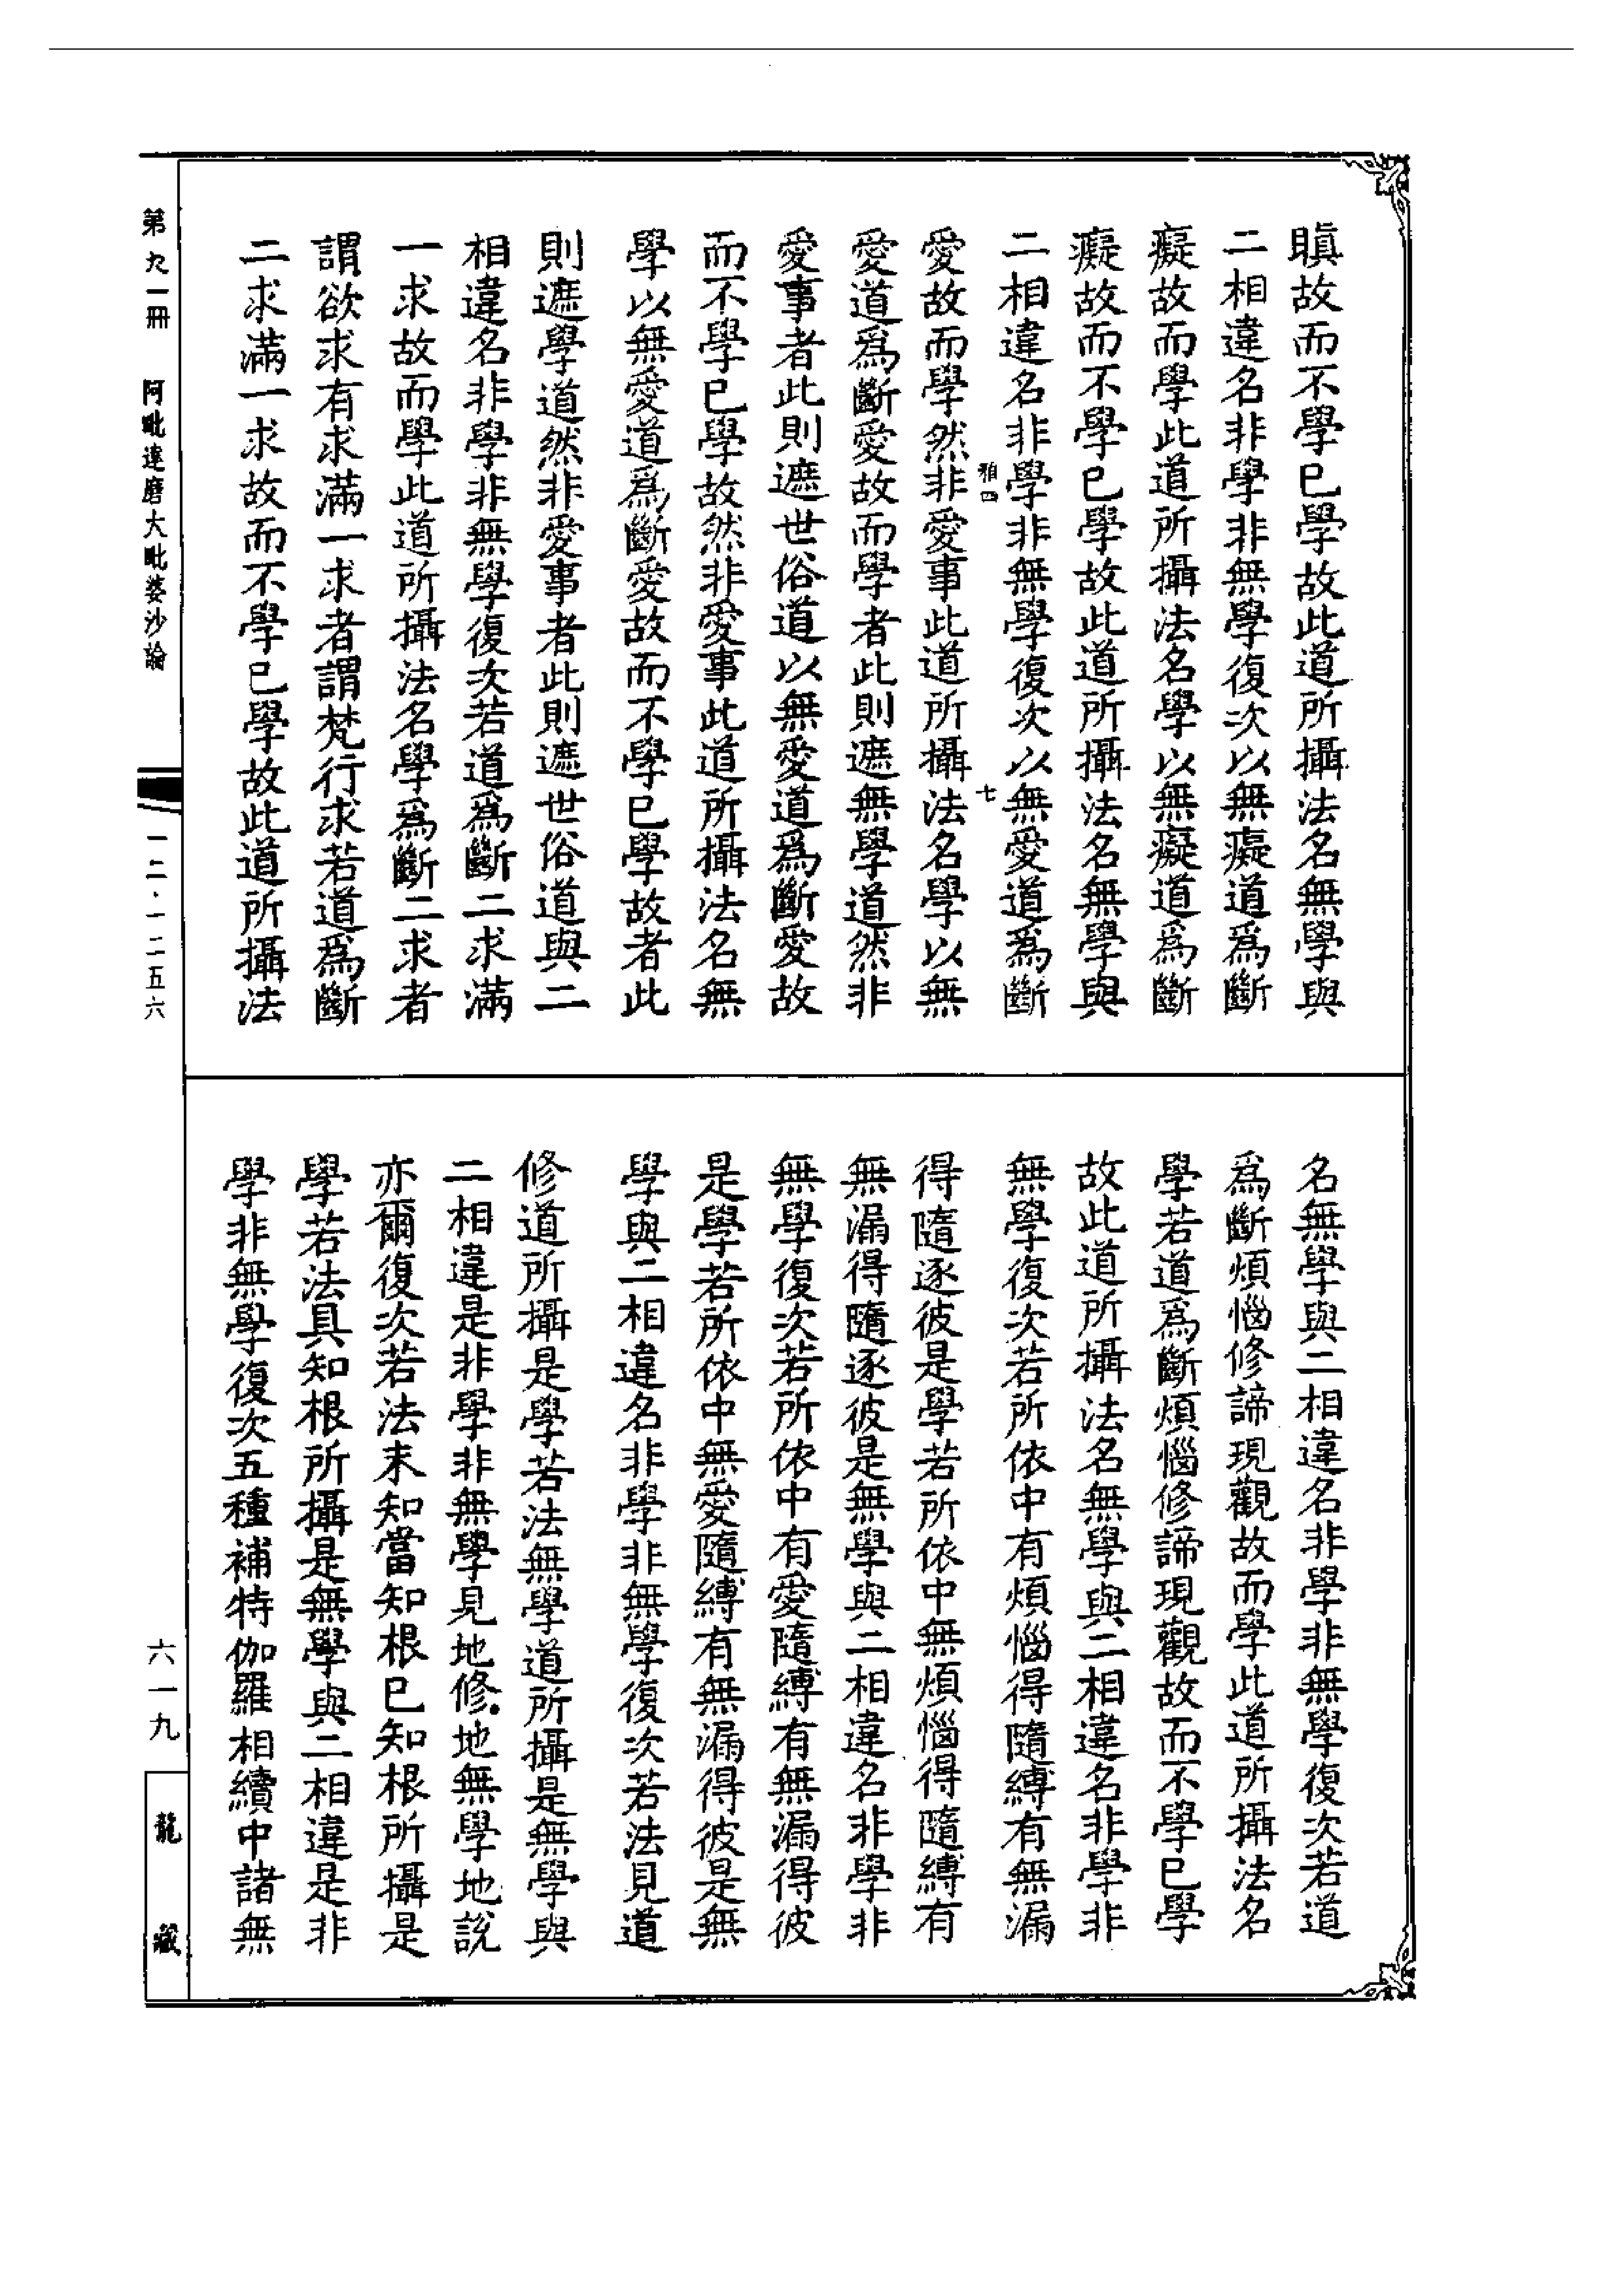 瞋故而不學已學故此道所攝法名無學與
二相違名非學非無學復次以無癡道爲斷
癡故而學此道所攝法名學以無癡道爲斷
癡故而不學已學故此道所攝法名無學與
二相違名非學非無學復次以無愛道爲斷
雅四 七
愛故而學然非愛事此道所攝法名學以無
愛道爲斷愛故而學者此則遮無學道然非
愛事者此則遮世俗道以無愛道爲斷愛故
而不學已學故然非愛事此道所攝法名無
學以無愛道爲斷愛故而不學已學故者此
則遮學道然非愛事者此則遮世俗道與二
相違名非學非無學復次若道爲斷二求滿
一求故而學此道所攝法名學爲斷二求者
謂欲求有求滿一求者謂梵行求若道爲斷
二求滿一求故而不學已學故此道所攝法
名無學與二相違名非學非無學復次若道
爲斷煩惱修諦現觀故而學此道所攝法名
學若道爲斷煩惱修諦現觀故而不學已學
故此道所攝法名無學與二相違名非學非
無學復次若所依中有煩惱得隨縛有無漏
得隨逐彼是學若所依中無煩惱得隨縛有
無漏得隨逐彼是無學與二相違名非學非
無學復次若所依中有愛隨縛有無漏得彼
是學若所依中無愛隨縛有無漏得彼是無
學與二相違名非學非無學復次若法見道
修道所攝是學若法無學道所攝是無學與
二相違是非學非無學見地修地無學地說
亦爾復次若法未知當知根已知根所攝是
學若法具知根所攝是無學與二相違是非
學非無學復次五種補特伽羅相續中諸無
第九一冊 阿毗達磨大毗婆沙論 一二·一二五六 六一九 龍藏